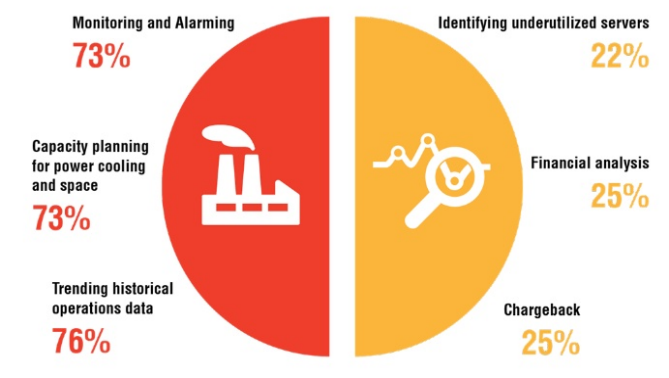 Monitoring and Alarming
73%
Capacity planning
for power cooling
and space
73%
Trending historical
operations data
76%
Identifying underutilized servers
22%
Financial analysis
25%
Chargeback
25%